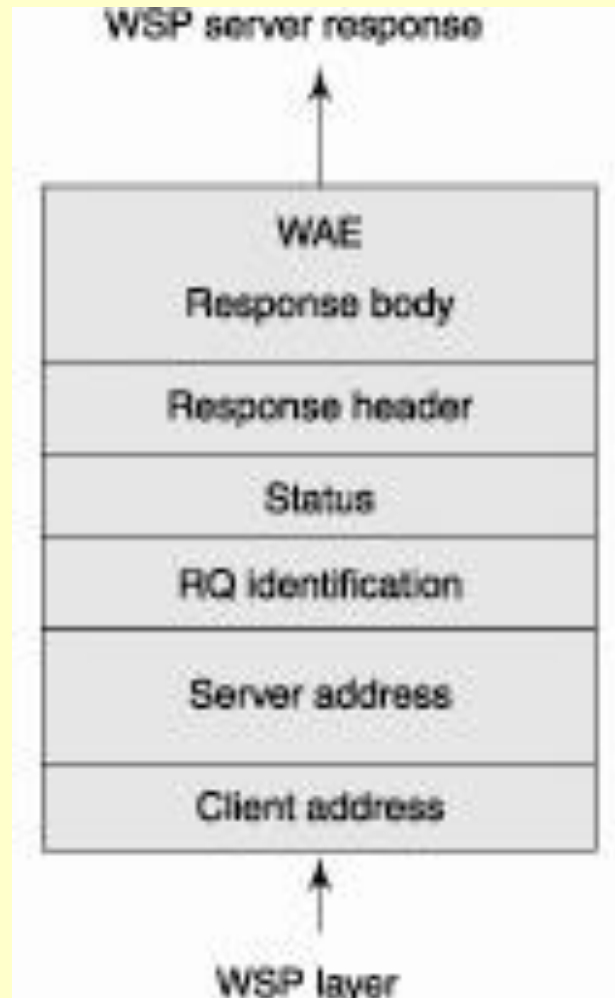 WSP server response
WAE
Response body
Response header
Status
RQ identification
Server address
Client address
WSP layer